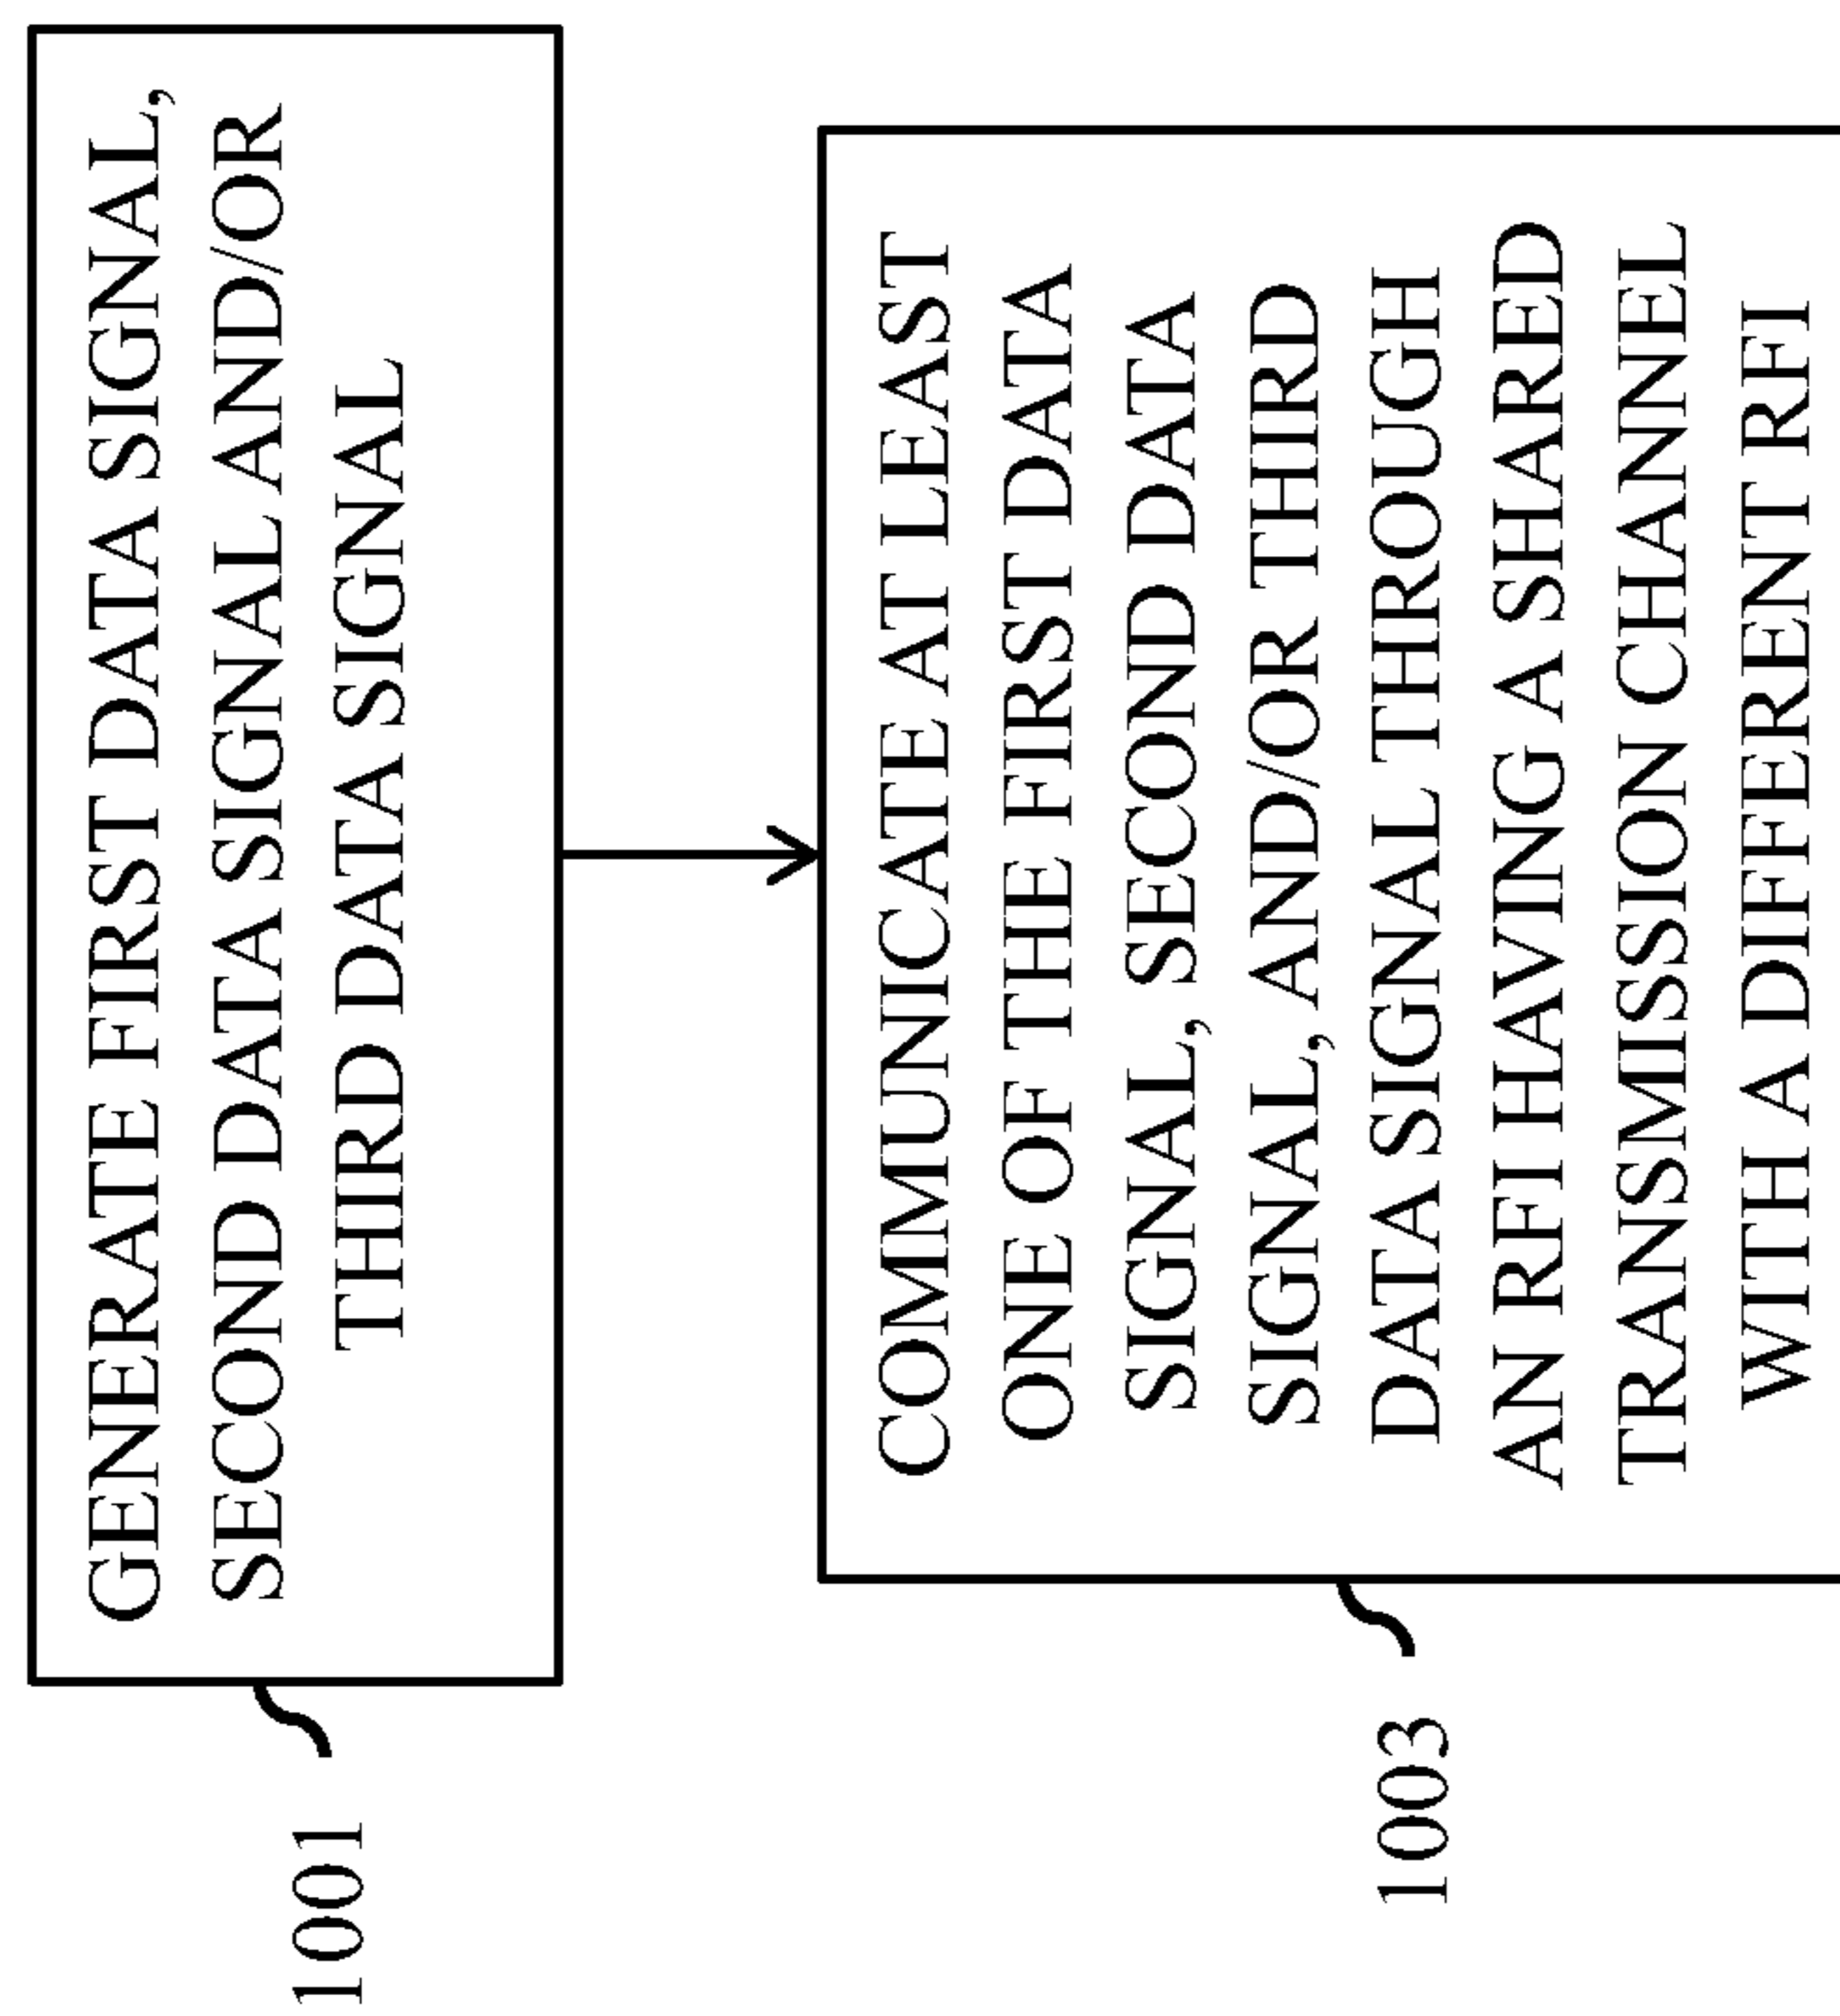 GENERATE FIRST DATA SIGNAL,
SECOND DATA SIGNAL AND/OR
THIRD DATA SIGNAL
1001
COMMUNICATE AT LEAST
ONE OF THE FIRST DATA
SIGNAL, SECOND DATA
SIGNAL, AND/OR THIRD
DATA SIGNAL THROUGH
AN RFI HAVING A SHARED
TRANSMISSION CHANNEL
WITH A DIFFERENT RFI
1003